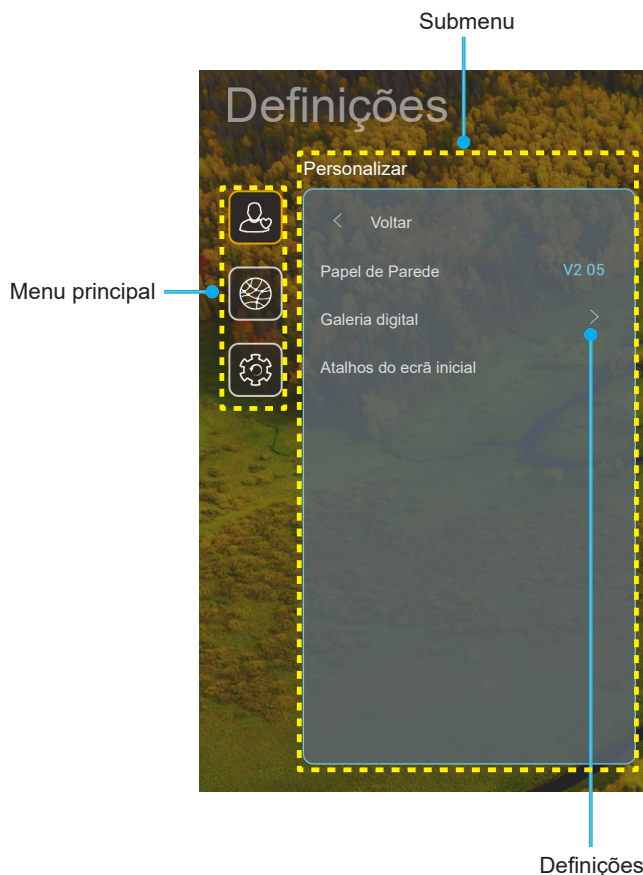 Submenu
Definições
Personalizar
Voltar
Menu principal
Papel de Parede V2 05
Galeria digital
Atalhos do ecrã inicial
Definições